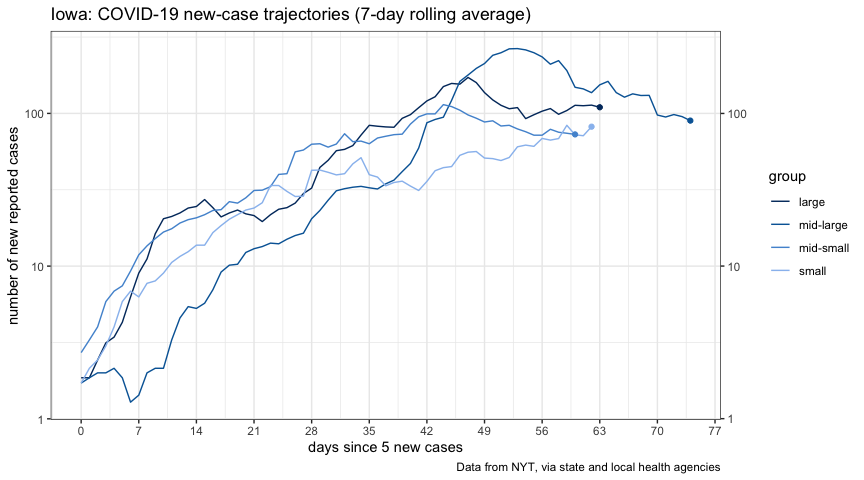 Iowa: COVID-19 new-case trajectories (7-day rolling average)
number of new reported cases
100
10
1
100
10
1
0 7 14 21 28 35 42 49 56 63 70 77
days since 5 new cases
Data from NYT, via state and local health agencies
group
large
mid-large
mid-small
small